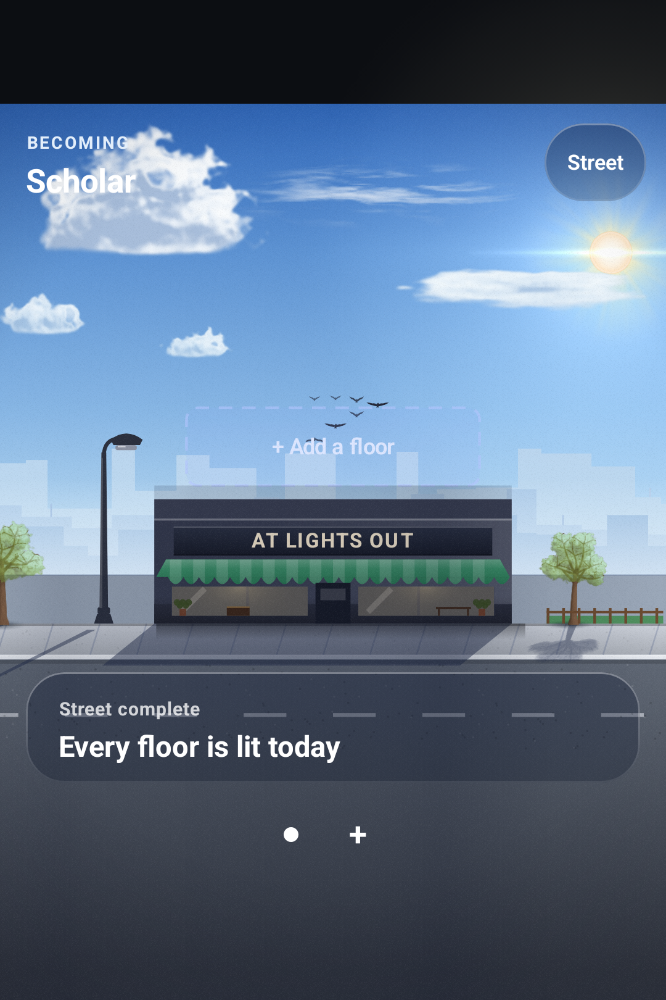 BECOMING
Scholar
Street
+ Add a floor
AT LIGHTS OUT
Street complete
Every floor is lit today
+